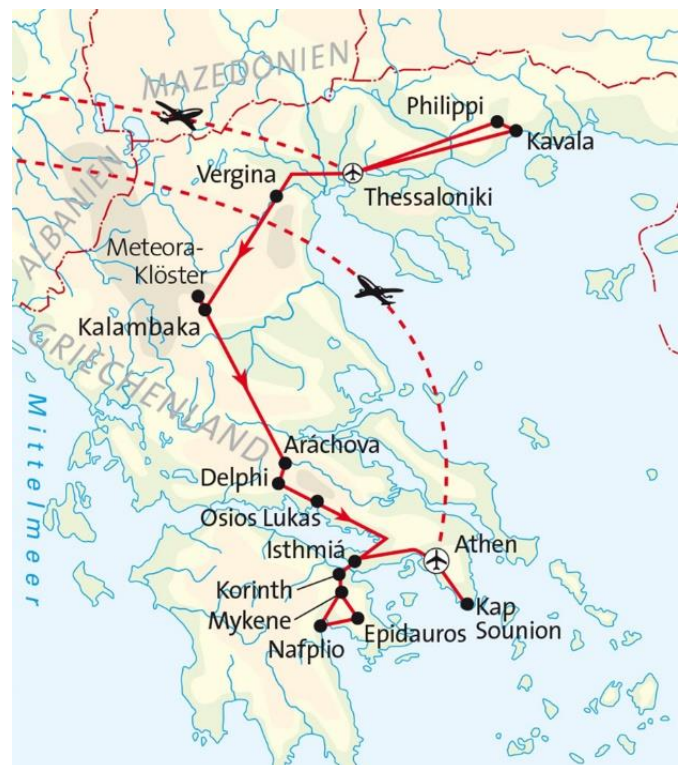 MAZEDONIEN
Philippi
Kavala
Vergina
Thessaloniki
ALBANIEN
Meteora-
Klöster
Kalambaka
GRIECHENLAND
Mittelmeer
Aráchova
Delphi
Osios Lukas
Isthmiá
Athen
Korinth
Mykene
Kap
Sounion
Epidauros
Nafplio